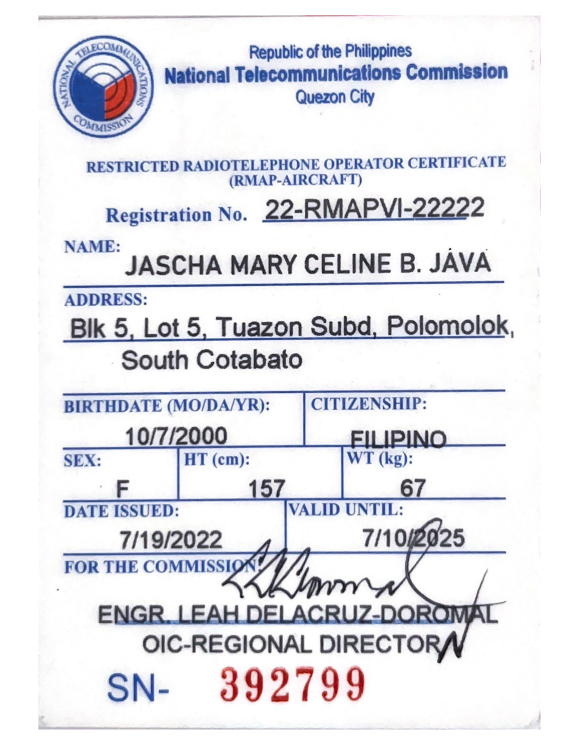 NATIONAL TELECOMMUNICATIONS COMMISSION
Republic of the Philippines
National Telecommunications Commission
Quezon City
RESTRICTED RADIOTELEPHONE OPERATOR CERTIFICATE
(RMAP-AIRCRAFT)
Registration No. 22-RMAPVI-22222
NAME:
JASCHA MARY CELINE B. JAVA
ADDRESS:
Blk 5, Lot 5, Tuazon Subd, Polomolok,
South Cotabato
BIRTHDATE (MO/DA/YR): CITIZENSHIP:
10/7/2000 FILIPINO
SEX: HT (cm): WT (kg):
F 157 67
DATE ISSUED: VALID UNTIL:
7/19/2022 7/10/2025
FOR THE COMMISSION:
ENGR. LEAH DELACRUZ-DOROMAL
OIC-REGIONAL DIRECTOR
SN- 392799